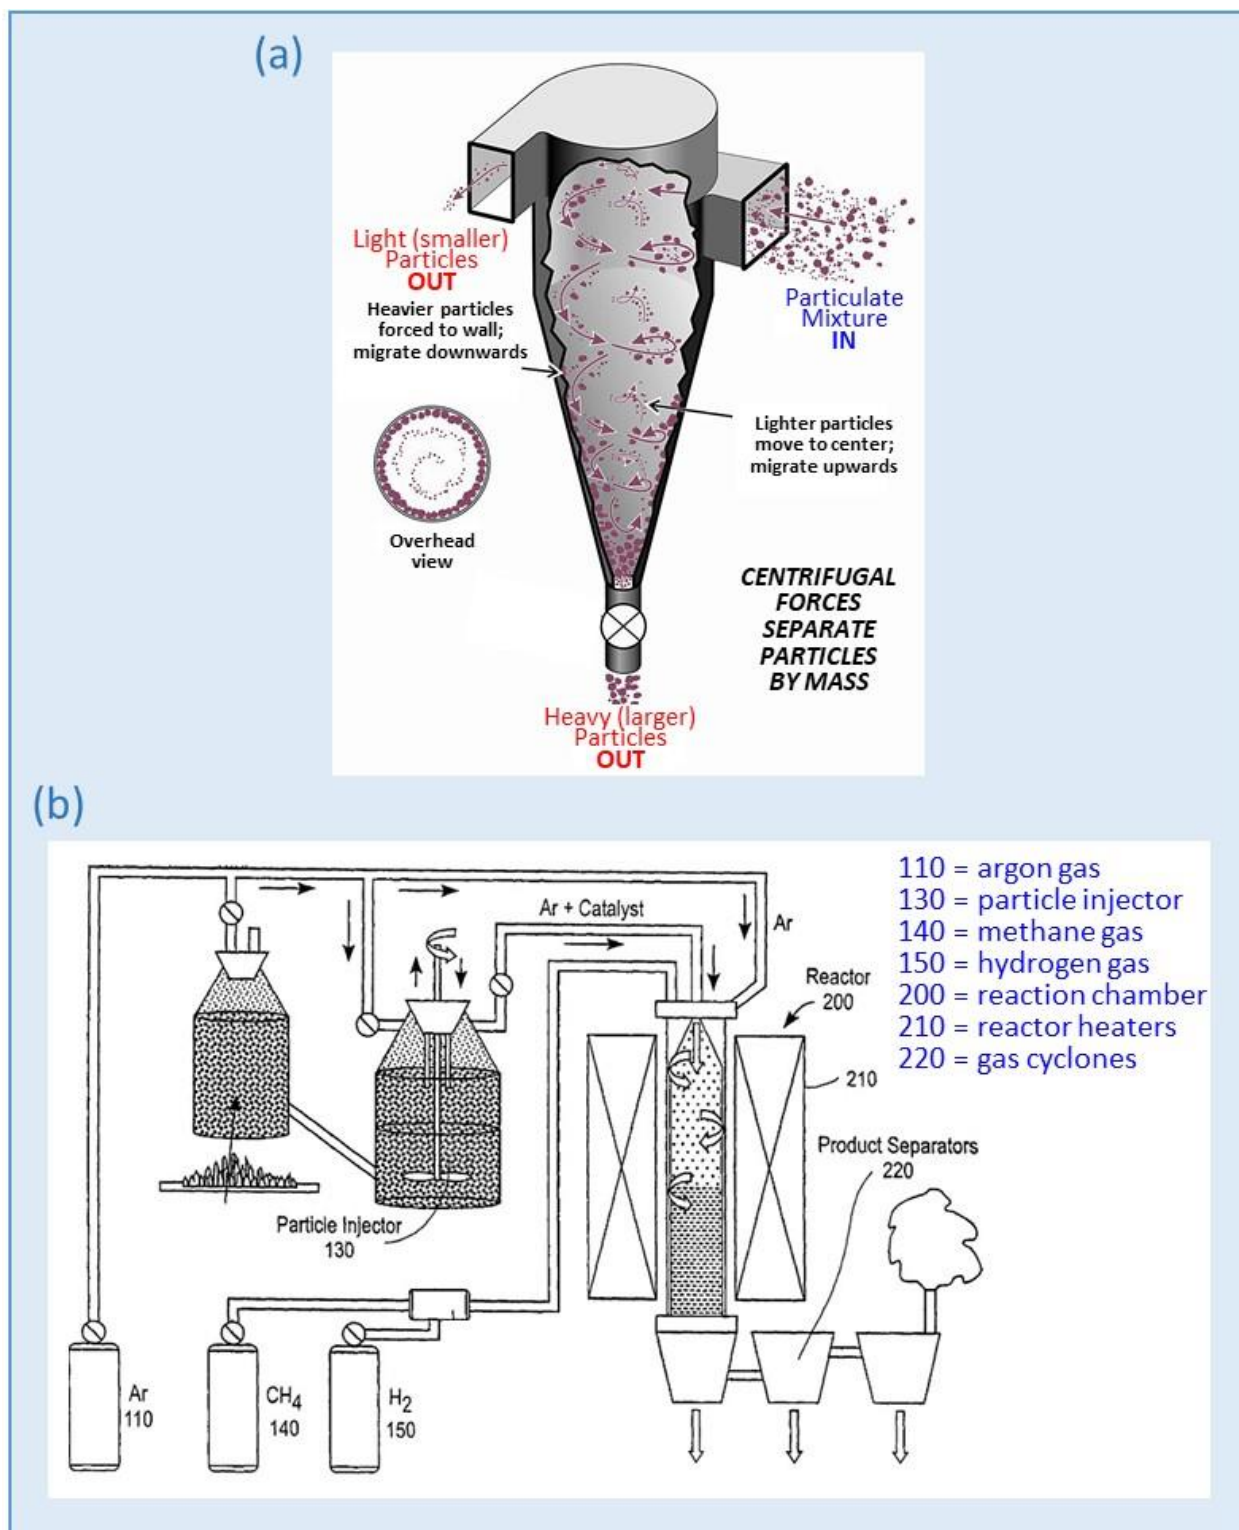 (a)
Light (smaller)
Particles
OUT
Particulate
Mixture
IN
Heavier particles
forced to wall;
migrate downwards
Lighter particles
move to center;
migrate upwards
Overhead
view
CENTRIFUGAL
FORCES
SEPARATE
PARTICLES
BY MASS
Heavy (larger)
Particles
OUT
(b)
110 = argon gas
130 = particle injector
140 = methane gas
150 = hydrogen gas
200 = reaction chamber
210 = reactor heaters
220 = gas cyclones
Ar + Catalyst
Ar
Reactor
200
210
Product Separators
220
Particle Injector
130
Ar
110
CH4
140
H2
150